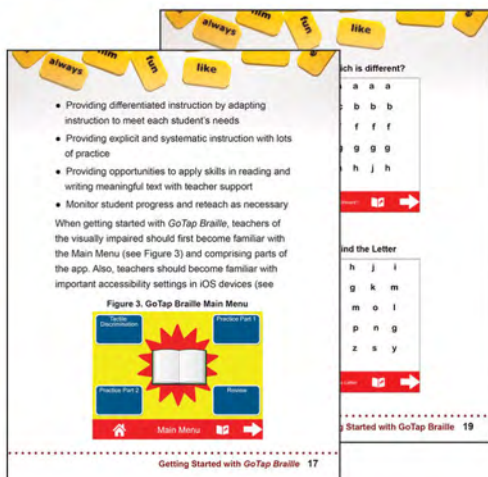 always
him
fun
like
● Providing differentiated instruction by adapting
instruction to meet each student's needs
● Providing explicit and systematic instruction with lots
of practice
● Providing opportunities to apply skills in reading and
writing meaningful text with teacher support
● Monitor student progress and reteach as necessary
When getting started with GoTap Braille, teachers of
the visually impaired should first become familiar with
the Main Menu (see Figure 3) and comprising parts of
the app. Also, teachers should become familiar with
important accessibility settings in iOS devices (see
Figure 3. GoTap Braille Main Menu
Tactile
Discrimination
Practice Part 1
Practice Part 2
Review
Main Menu
Getting Started with GoTap Braille 17
always
him
fun
like
is different?
a a a a
b b b
f f f
g g g
h j h
ind the Letter
h j i
g k m
m o l
p n g
z s y
Started with GoTap Braille 19